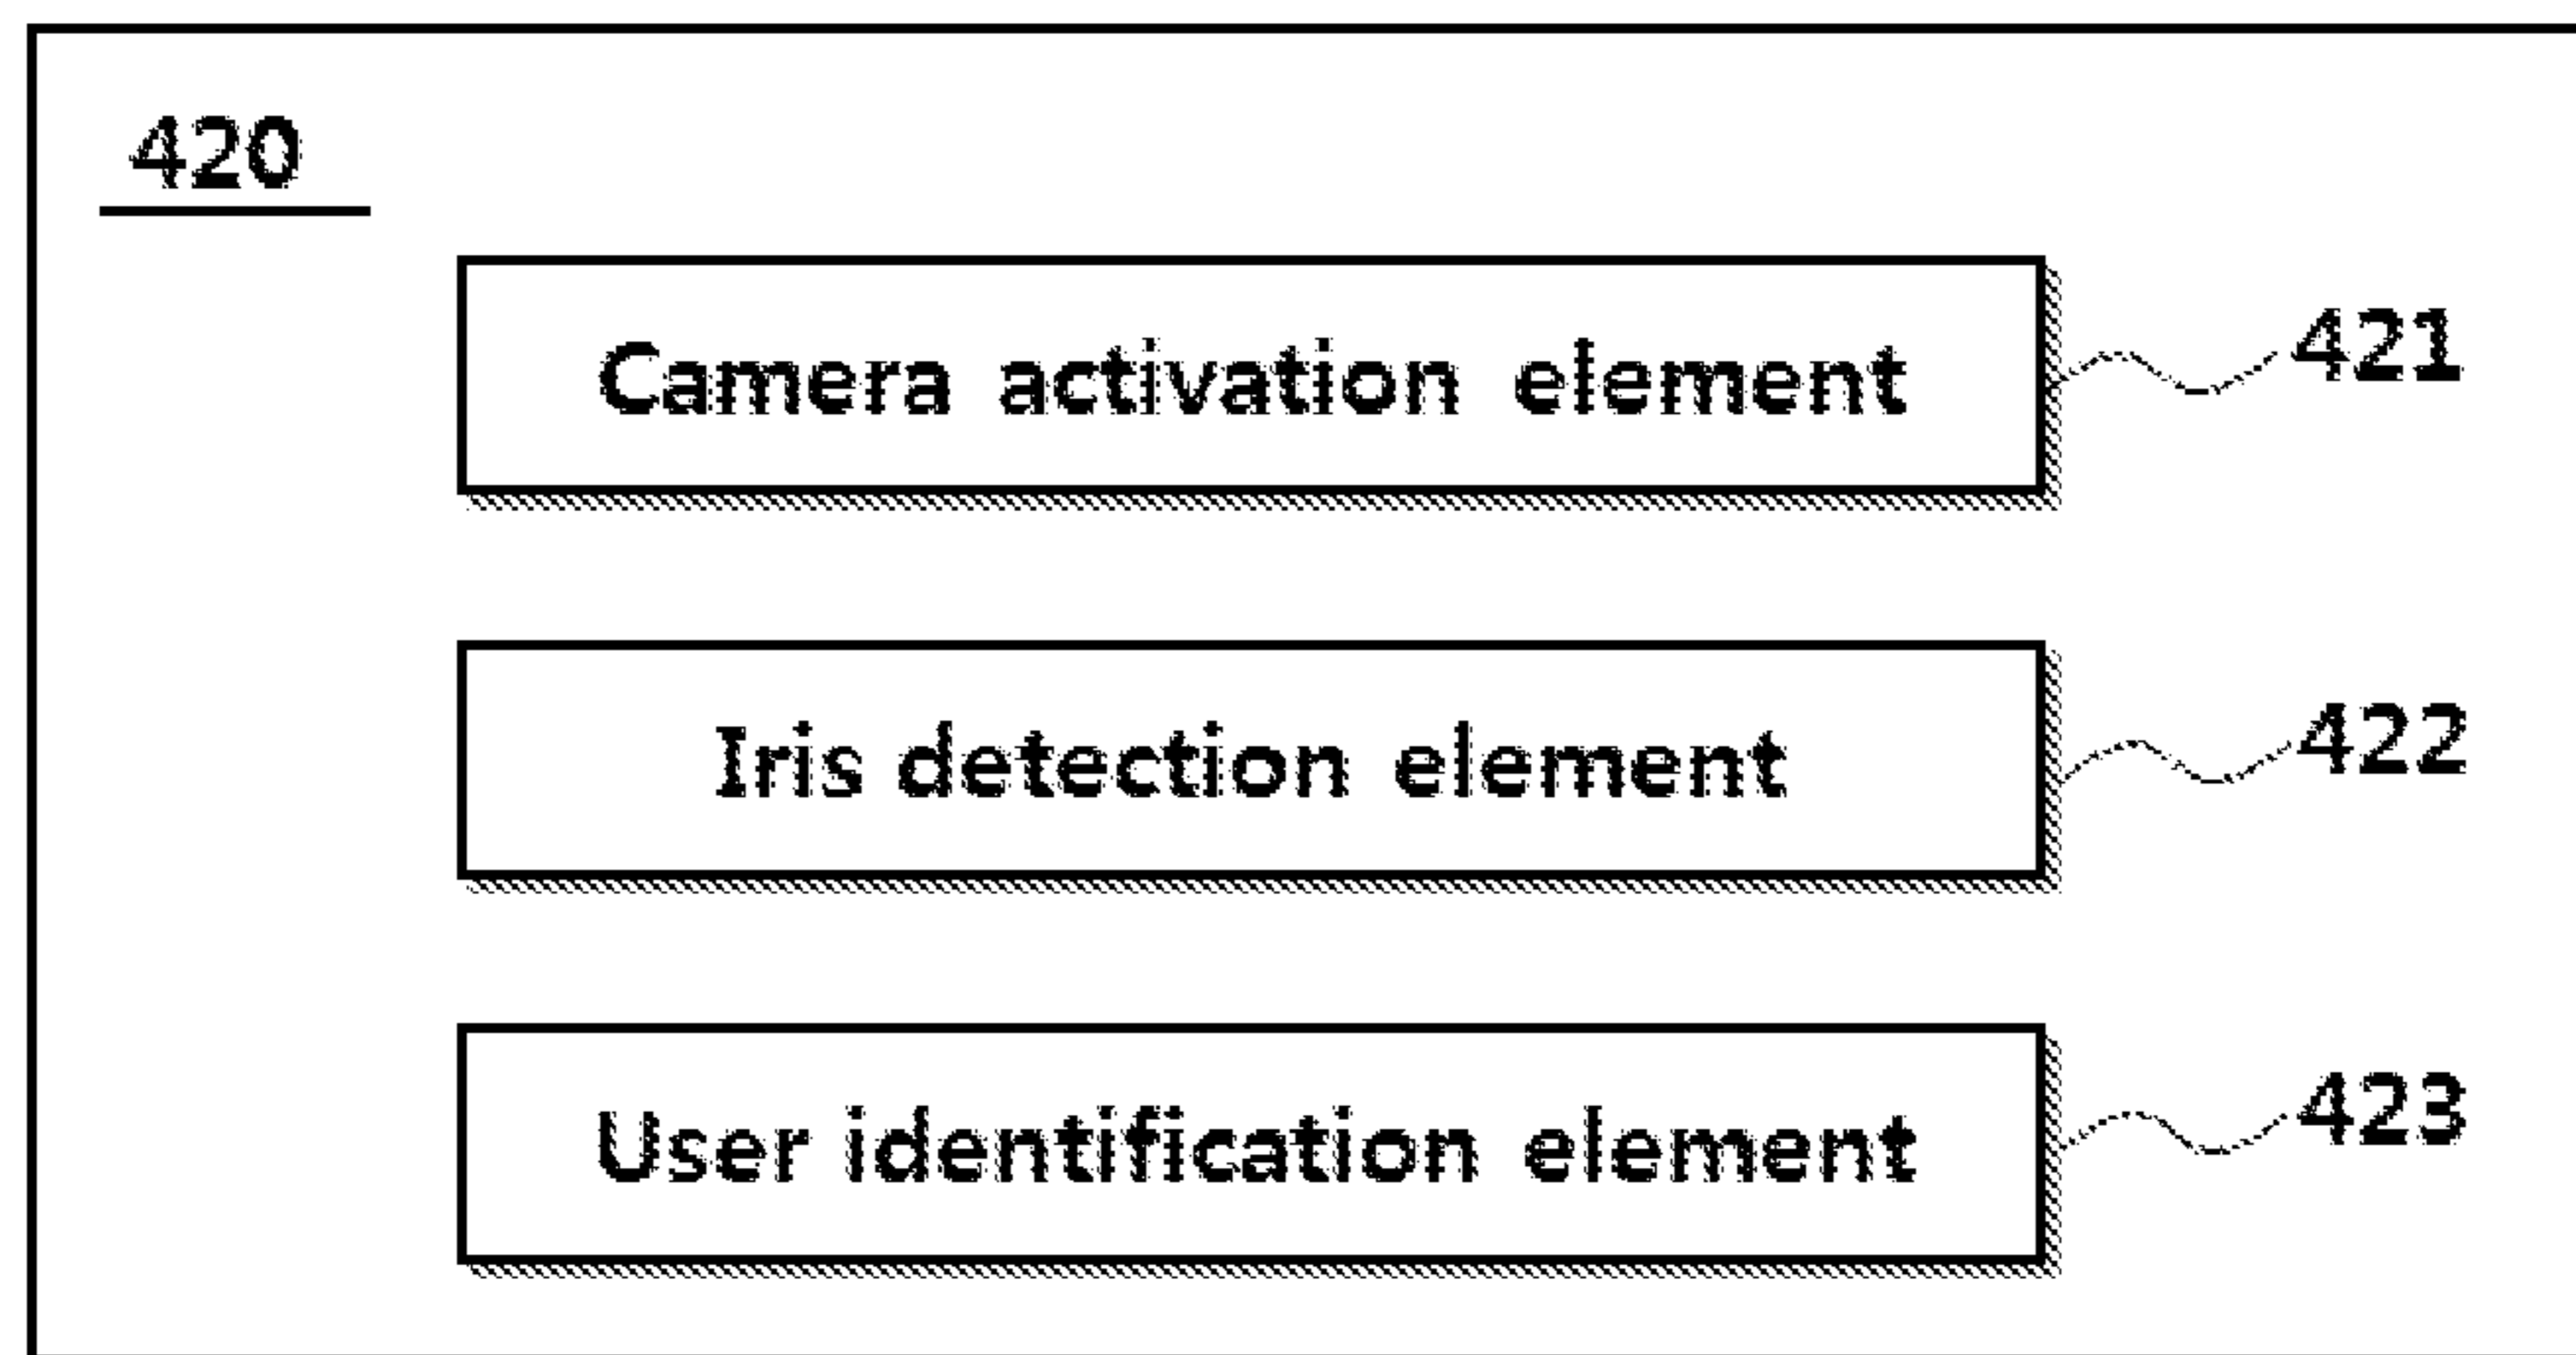 420
Camera activation element 421
Iris detection element 422
User identification element 423